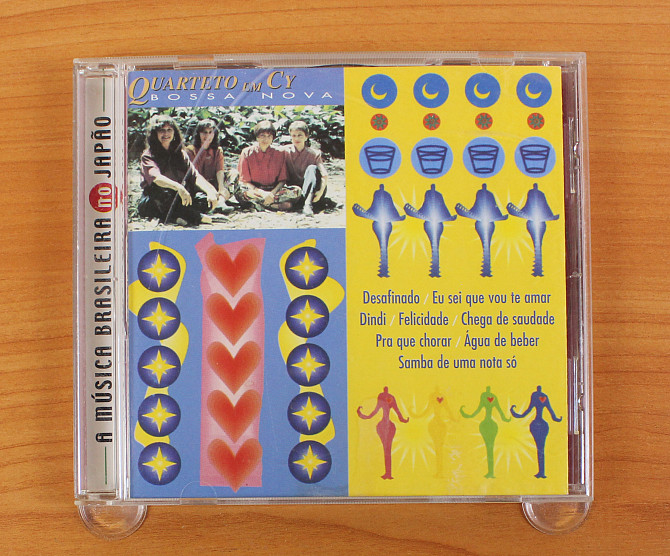 QUARTETO EM CY
BOSSA NOVA
A MÚSICA BRASILEIRA NO JAPÃO
Desafinado / Eu sei que vou te amar
Dindi / Felicidade / Chega de saudade
Pra que chorar / Água de beber
Samba de uma nota só